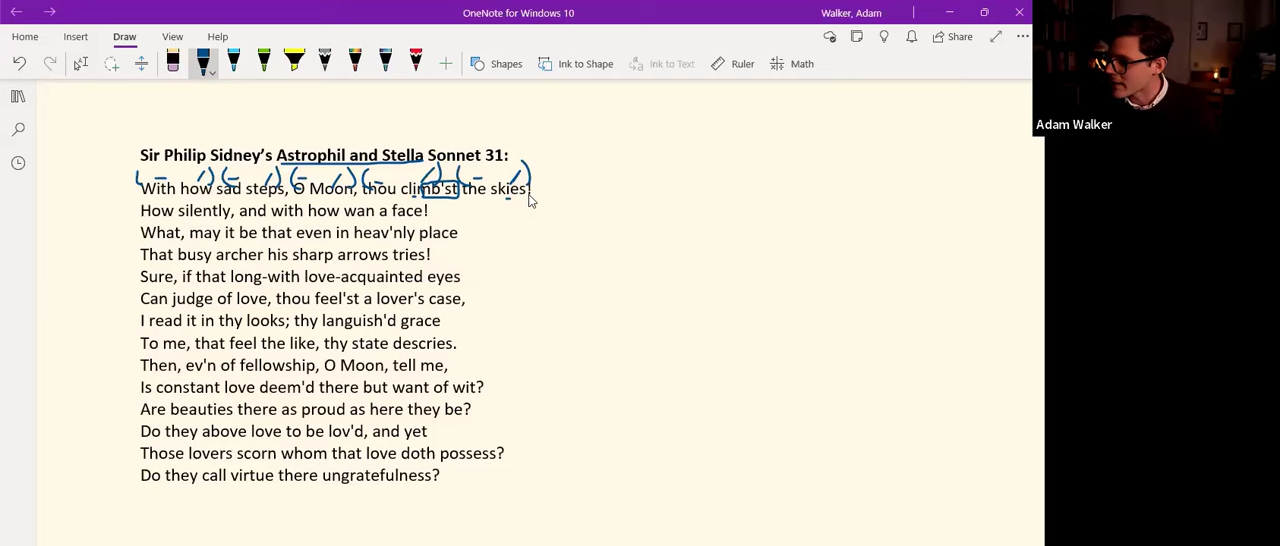 OneNote for Windows 10
Walker, Adam
Home Insert Draw View Help
Share
Shapes
Ink to Shape
Ink to Text
Ruler
Math
Adam Walker
Sir Philip Sidney's Astrophil and Stella Sonnet 31:
With how sad steps, O Moon, thou climb'st the skies!
How silently, and with how wan a face!
What, may it be that even in heav'nly place
That busy archer his sharp arrows tries!
Sure, if that long-with love-acquainted eyes
Can judge of love, thou feel'st a lover's case,
I read it in thy looks; thy languish'd grace
To me, that feel the like, thy state descries.
Then, ev'n of fellowship, O Moon, tell me,
Is constant love deem'd there but want of wit?
Are beauties there as proud as here they be?
Do they above love to be lov'd, and yet
Those lovers scorn whom that love doth possess?
Do they call virtue there ungratefulness?